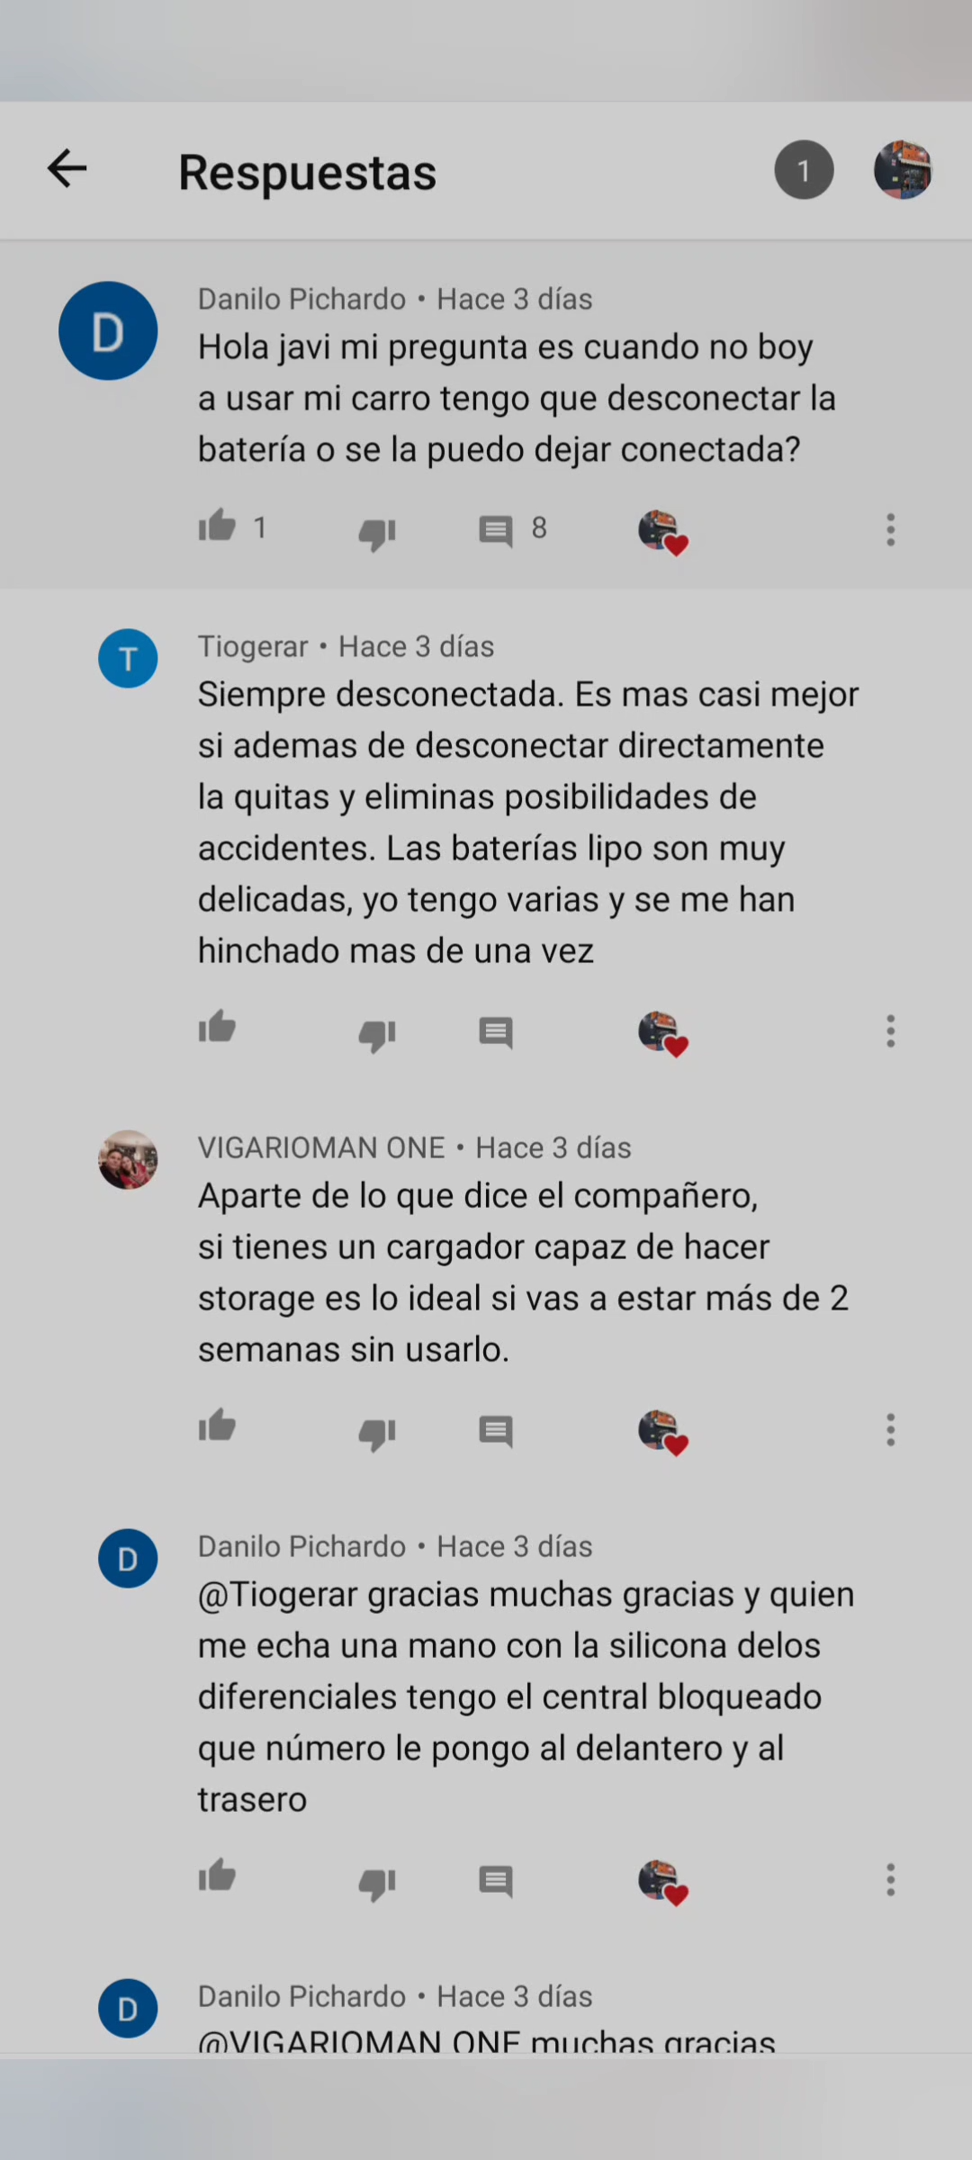 Respuestas
1
Danilo Pichardo • Hace 3 días
Hola javi mi pregunta es cuando no boy
a usar mi carro tengo que desconectar la
batería o se la puedo dejar conectada?
1
8
Tiogerar • Hace 3 días
Siempre desconectada. Es mas casi mejor
si ademas de desconectar directamente
la quitas y eliminas posibilidades de
accidentes. Las baterías lipo son muy
delicadas, yo tengo varias y se me han
hinchado mas de una vez
VIGARIOMAN ONE • Hace 3 días
Aparte de lo que dice el compañero,
si tienes un cargador capaz de hacer
storage es lo ideal si vas a estar más de 2
semanas sin usarlo.
Danilo Pichardo • Hace 3 días
@Tiogerar gracias muchas gracias y quien
me echa una mano con la silicona delos
diferenciales tengo el central bloqueado
que número le pongo al delantero y al
trasero
Danilo Pichardo • Hace 3 días
@VIGARIOMAN ONE muchas gracias
D
D
D
T